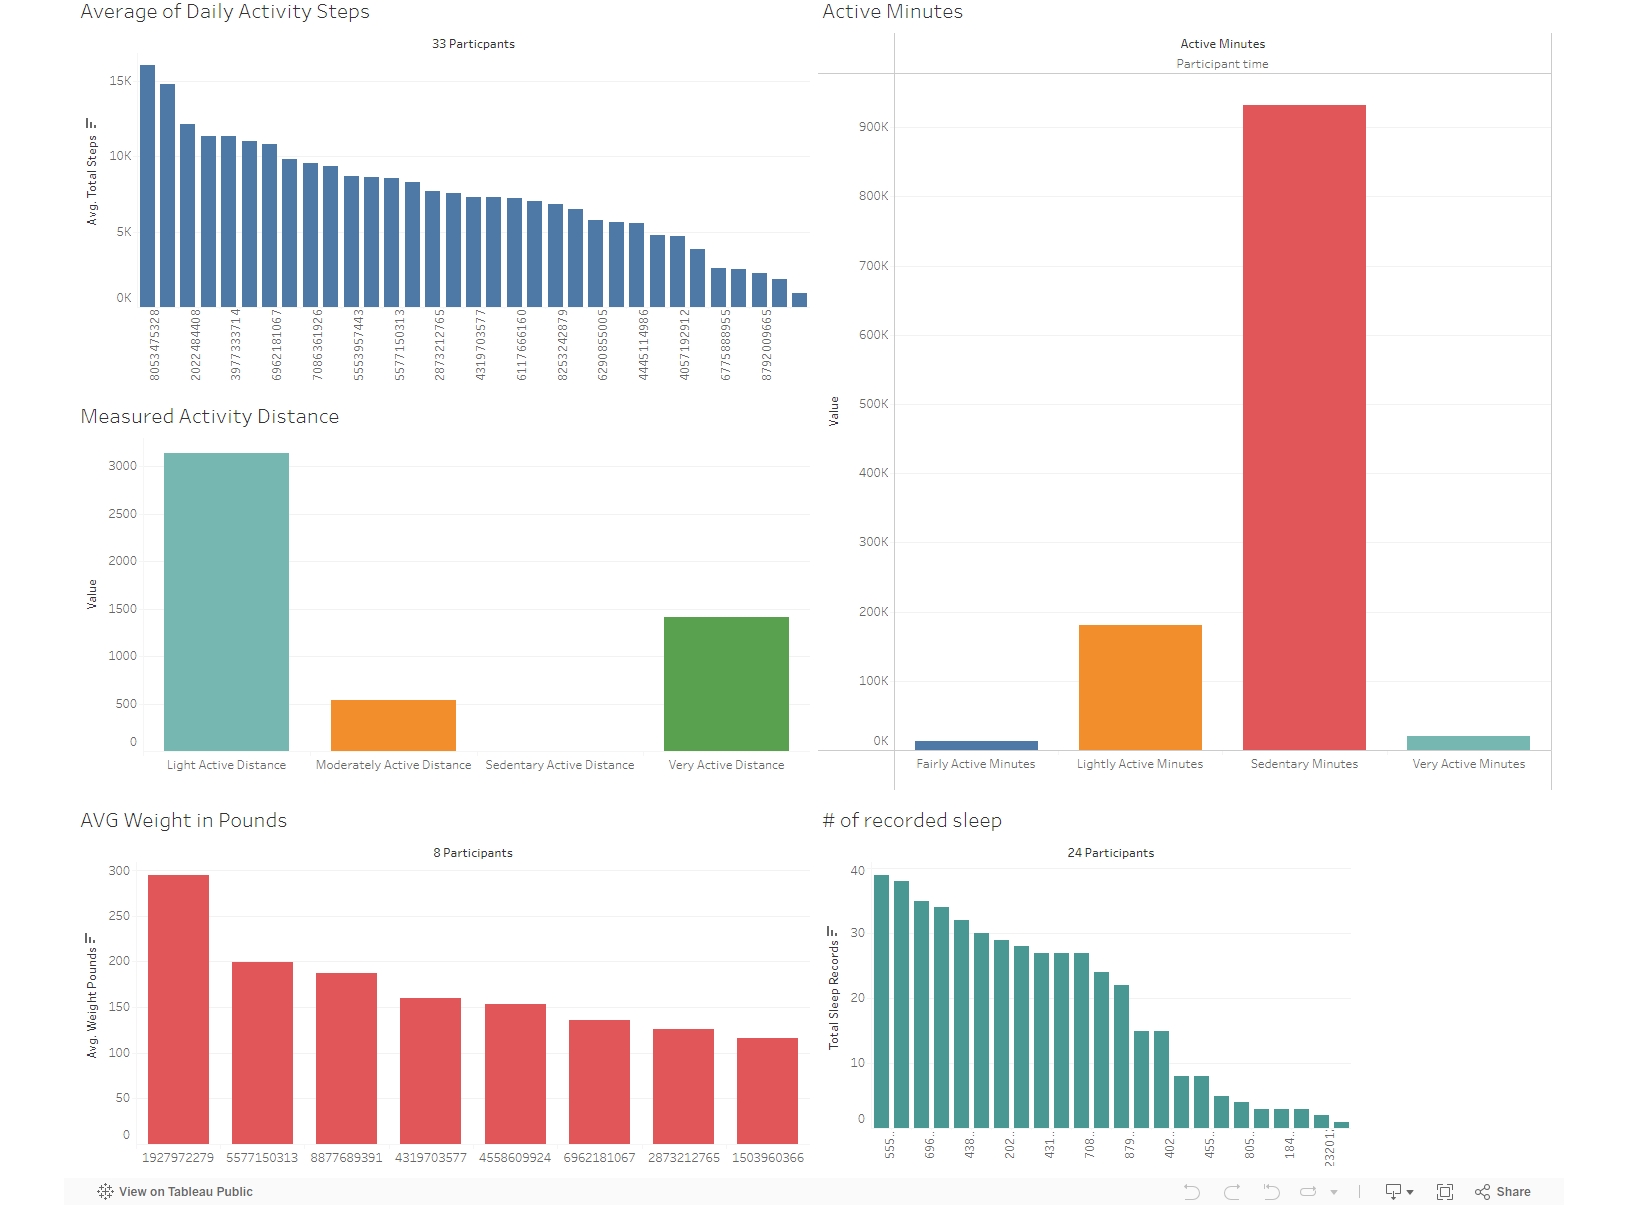 Average of Daily Activity Steps
33 Particpants
Avg. Total Steps
15K
10K
5K
0K
8053475328
2022484408
3977333714
6962181067
7086361926
5553957443
5577150313
2873212765
4319703577
6117666160
8253242879
6290855005
4445114986
4057192912
6775888955
8792009665
Active Minutes
Active Minutes
Participant time
Value
900K
800K
700K
600K
500K
400K
300K
200K
100K
0K
Fairly Active Minutes
Lightly Active Minutes
Sedentary Minutes
Very Active Minutes
Measured Activity Distance
Value
3000
2500
2000
1500
1000
500
0
Light Active Distance
Moderately Active Distance
Sedentary Active Distance
Very Active Distance
AVG Weight in Pounds
8 Participants
Avg. Weight Pounds
300
250
200
150
100
50
0
1927972279
5577150313
8877689391
4319703577
4558609924
6962181067
2873212765
1503960366
# of recorded sleep
24 Participants
Total Sleep Records
40
30
20
10
0
555..
696..
438..
202..
431..
708..
879..
402..
455..
805..
184..
23201..
View on Tableau Public
Share